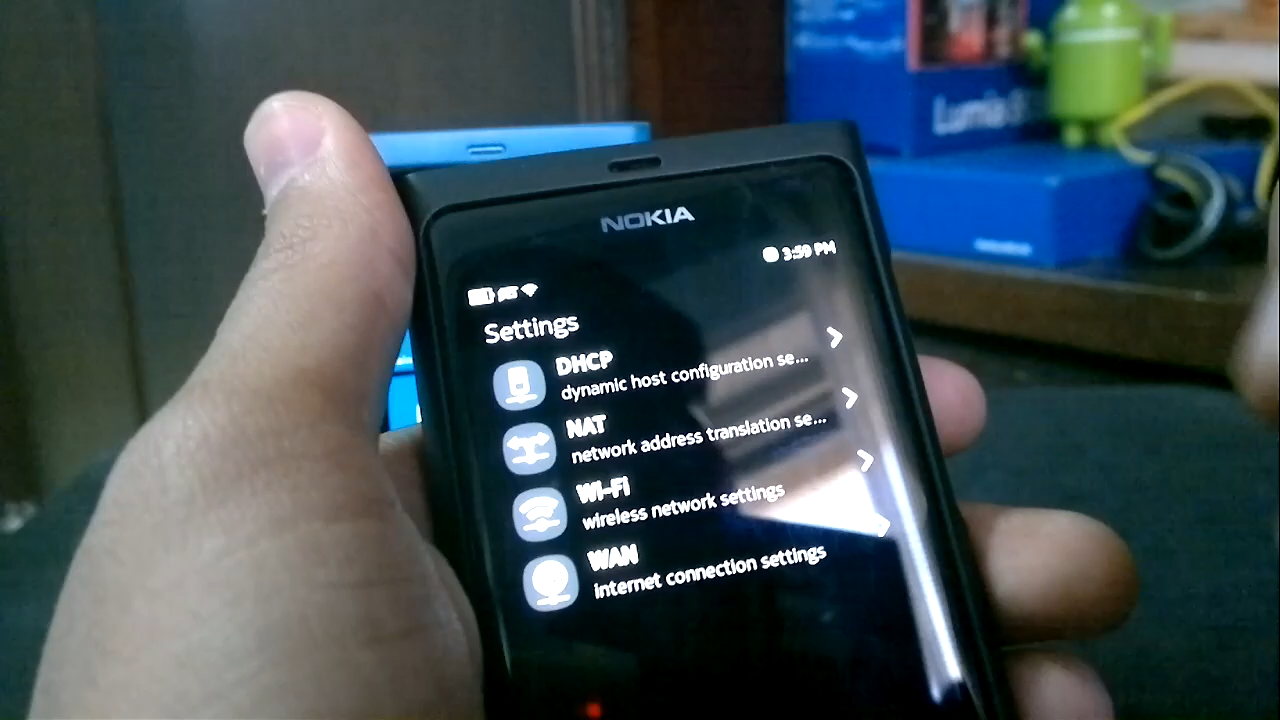 Lumia
NOKIA
3:59 PM
Settings
DHCP
dynamic host configuration se...
NAT
network address translation se...
Wi-Fi
wireless network settings
WAN
internet connection settings